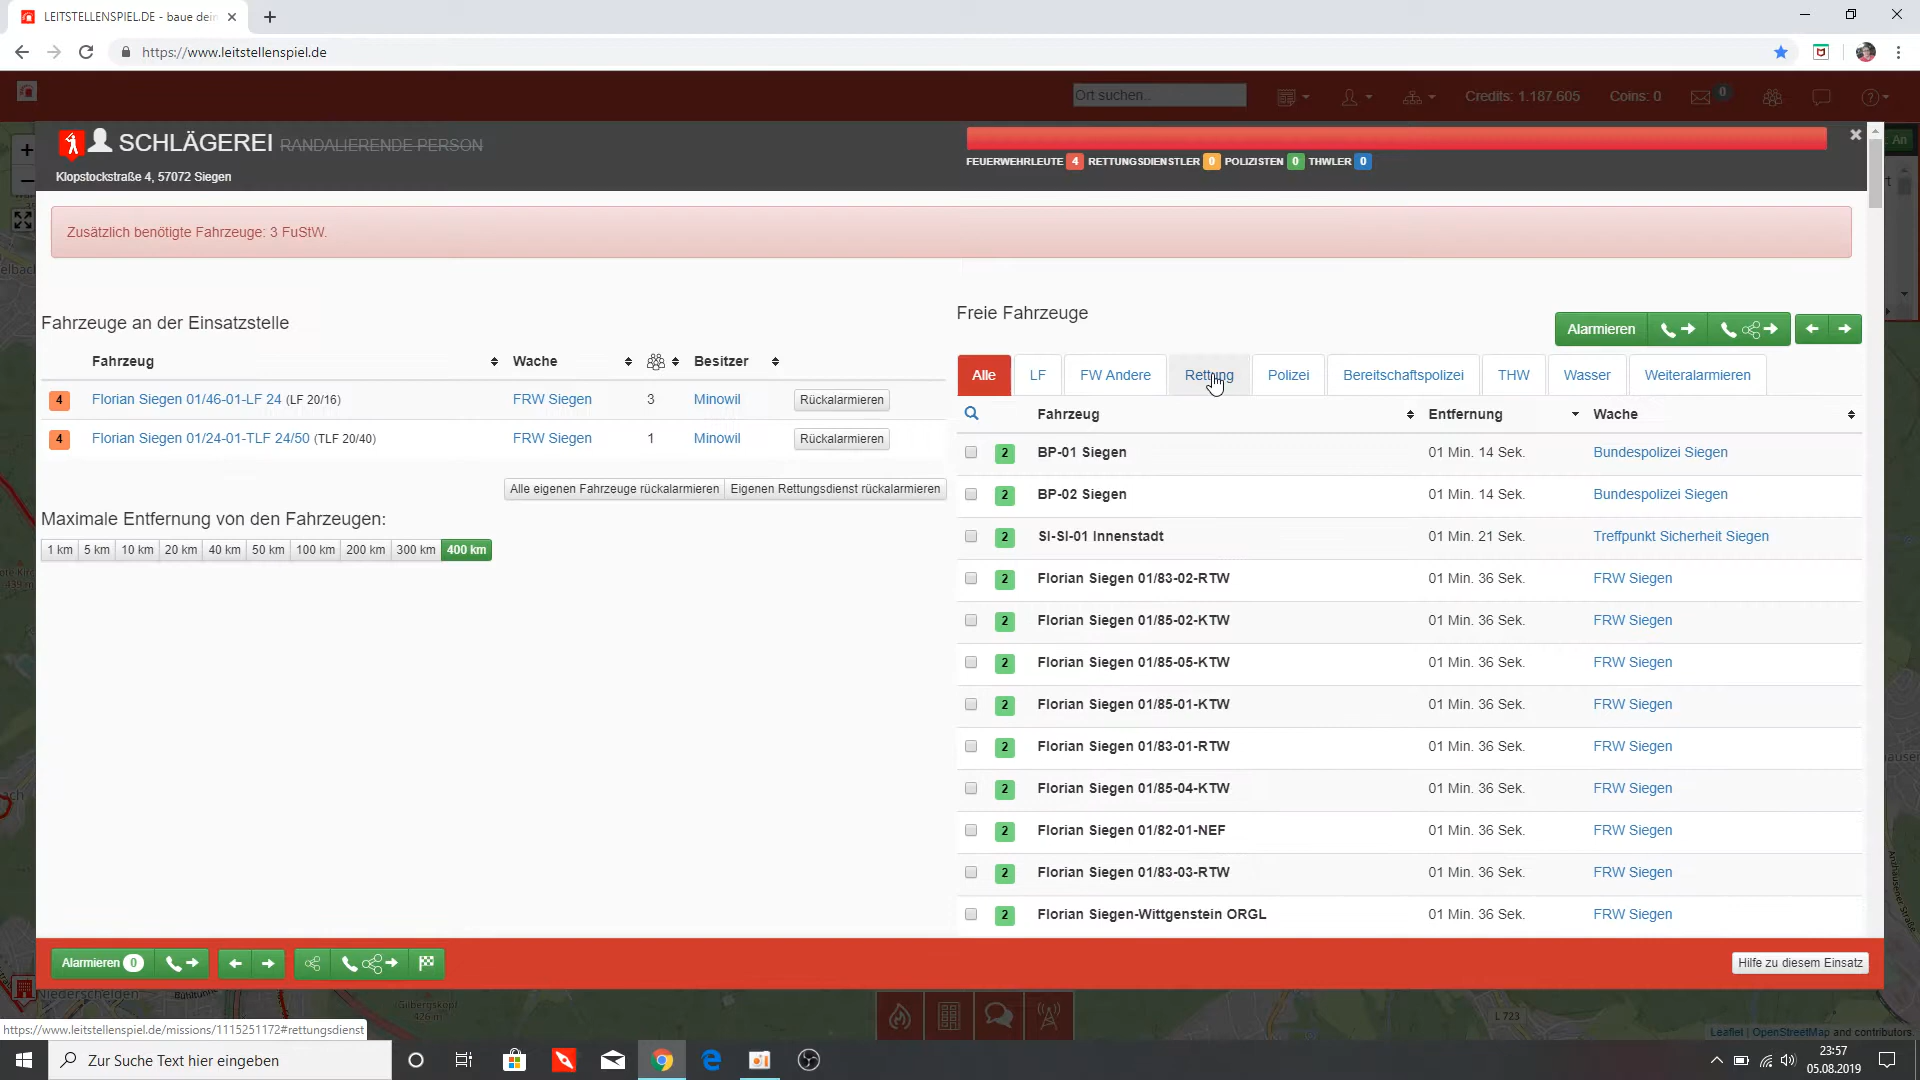 LEITSTELLENSPIEL.DE - baue dein
https://www.leitstellenspiel.de
Ort suchen..
Credits: 1.187.605
Coins: 0
0
SCHLÄGEREI RANDALIERENDE PERSON
Klopstockstraße 4, 57072 Siegen
FEUERWEHRLEUTE 4 RETTUNGSDIENSTLER 0 POLIZISTEN 0 THWLER 0
Zusätzlich benötigte Fahrzeuge: 3 FuStW.
Fahrzeuge an der Einsatzstelle
Fahrzeug Wache Besitzer
4 Florian Siegen 01/46-01-LF 24 (LF 20/16) FRW Siegen 3 Minowil Rückalarmieren
4 Florian Siegen 01/24-01-TLF 24/50 (TLF 20/40) FRW Siegen 1 Minowil Rückalarmieren
Alle eigenen Fahrzeuge rückalarmieren Eigenen Rettungsdienst rückalarmieren
Maximale Entfernung von den Fahrzeugen:
1 km 5 km 10 km 20 km 40 km 50 km 100 km 200 km 300 km 400 km
Freie Fahrzeuge
Alarmieren
Alle LF FW Andere Rettung Polizei Bereitschaftspolizei THW Wasser Weiteralarmieren
Fahrzeug Entfernung Wache
2 BP-01 Siegen 01 Min. 14 Sek. Bundespolizei Siegen
2 BP-02 Siegen 01 Min. 14 Sek. Bundespolizei Siegen
2 SI-SI-01 Innenstadt 01 Min. 21 Sek. Treffpunkt Sicherheit Siegen
2 Florian Siegen 01/83-02-RTW 01 Min. 36 Sek. FRW Siegen
2 Florian Siegen 01/85-02-KTW 01 Min. 36 Sek. FRW Siegen
2 Florian Siegen 01/85-05-KTW 01 Min. 36 Sek. FRW Siegen
2 Florian Siegen 01/85-01-KTW 01 Min. 36 Sek. FRW Siegen
2 Florian Siegen 01/83-01-RTW 01 Min. 36 Sek. FRW Siegen
2 Florian Siegen 01/85-04-KTW 01 Min. 36 Sek. FRW Siegen
2 Florian Siegen 01/82-01-NEF 01 Min. 36 Sek. FRW Siegen
2 Florian Siegen 01/83-03-RTW 01 Min. 36 Sek. FRW Siegen
2 Florian Siegen-Wittgenstein ORGL 01 Min. 36 Sek. FRW Siegen
Alarmieren 0
Hilfe zu diesem Einsatz
Niederschelden
Gilbergskopf
426 m
L 723
https://www.leitstellenspiel.de/missions/1115251172#rettungsdienst
Leaflet | OpenStreetMap and contributors.
Zur Suche Text hier eingeben
23:57
05.08.2019